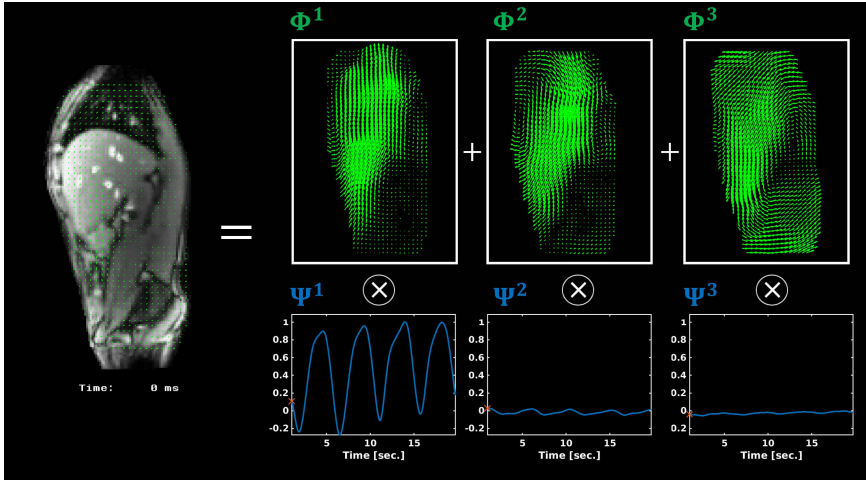 Φ¹ Φ² Φ³
= + +
Ψ¹ ⊗ Ψ² ⊗ Ψ³ ⊗
Time: 0 ms
1 1 1
0.8 0.8 0.8
0.6 0.6 0.6
0.4 0.4 0.4
0.2 0.2 0.2
0 0 0
-0.2 -0.2 -0.2
5 10 15 5 10 15 5 10 15
Time [sec.] Time [sec.] Time [sec.]